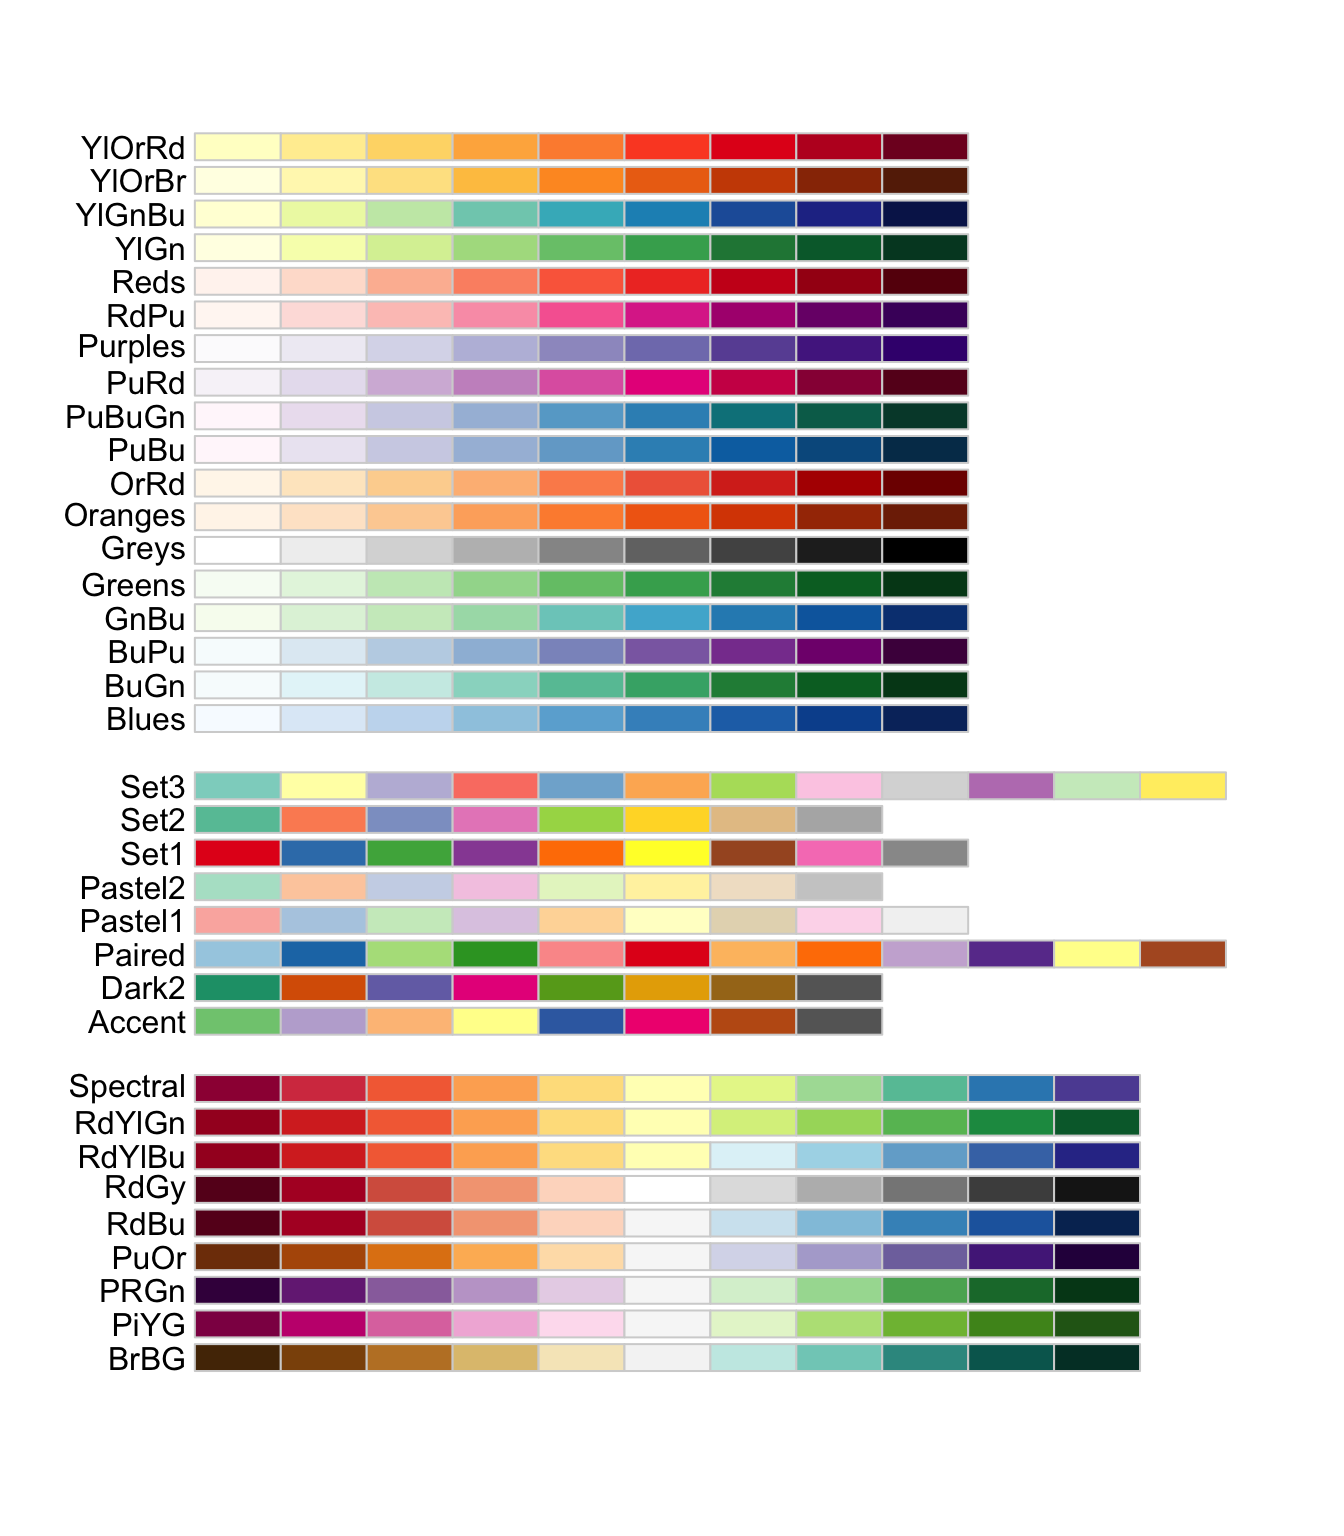 YlOrRd
YlOrBr
YlGnBu
YlGn
Reds
RdPu
Purples
PuRd
PuBuGn
PuBu
OrRd
Oranges
Greys
Greens
GnBu
BuPu
BuGn
Blues
Set3
Set2
Set1
Pastel2
Pastel1
Paired
Dark2
Accent
Spectral
RdYlGn
RdYlBu
RdGy
RdBu
PuOr
PRGn
PiYG
BrBG